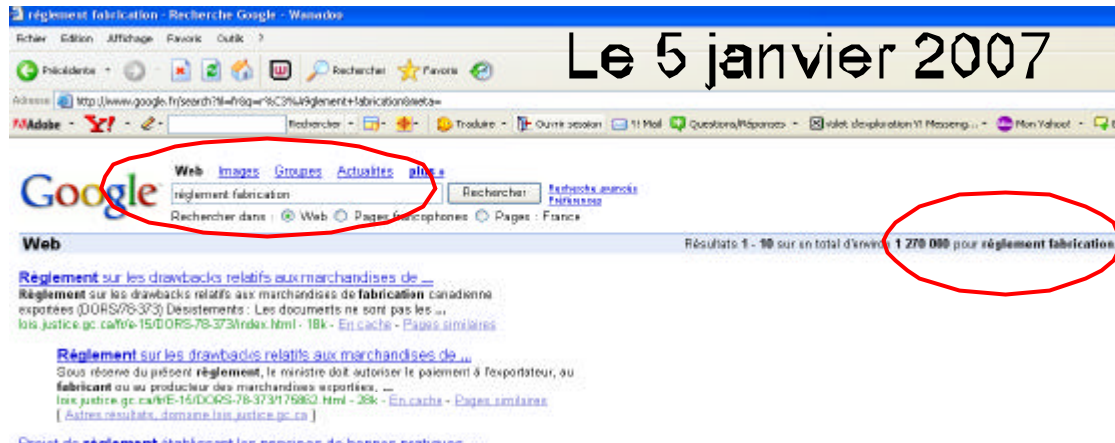 réglement fabrication - Recherche Google - Wanadoo
Fichier Edition Affichage Favoris Outils ?
Le 5 janvier 2007
Précédente Rechercher Favoris
Adresse http://www.google.fr/search?hl=fr&q=r%C3%A9glement+fabrication&meta=
Adobe Y! Rechercher Traduire Ouvrir session Y! Mail Questions/Réponses Mon Yahoo!
Web Images Groupes Actualités plus »
Google réglement fabrication Rechercher Recherche avancée
Préférences
Rechercher dans : Web Pages francophones Pages : France
Web Résultats 1 - 10 sur un total d'environ 1 270 000 pour réglement fabrication
Règlement sur les drawbacks relatifs aux marchandises de ...
Règlement sur les drawbacks relatifs aux marchandises de fabrication canadienne
exportées (DORS/78-373) Désistements : Les documents ne sont pas les ...
lois.justice.gc.ca/fr/e-15/DORS-78-373/index.html - 18k - En cache - Pages similaires
Règlement sur les drawbacks relatifs aux marchandises de ...
Sous réserve du présent règlement, le ministre doit autoriser le paiement à l'exportateur, au
fabricant ou au producteur des marchandises exportées, ...
lois.justice.gc.ca/fr/E-15/DORS-78-373/175862.html - 28k - En cache - Pages similaires
[ Autres résultats, domaine lois.justice.gc.ca ]
Projet de règlement établissant les